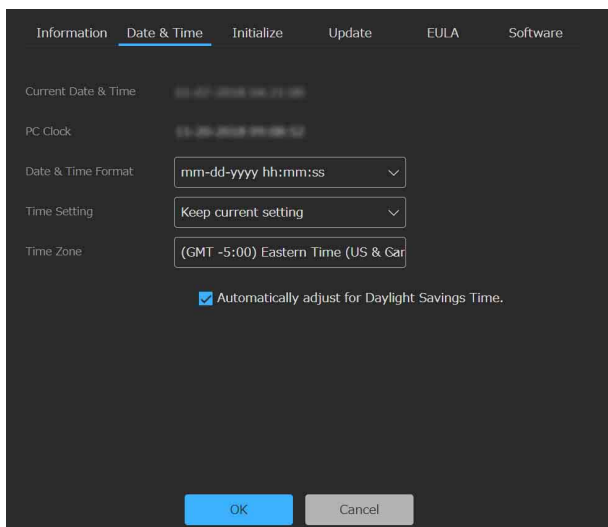 Information Date & Time Initialize Update EULA Software
Current Date & Time
PC Clock
Date & Time Format mm-dd-yyyy hh:mm:ss
Time Setting Keep current setting
Time Zone (GMT -5:00) Eastern Time (US &
Automatically adjust for Daylight Savings Time.
OK Cancel